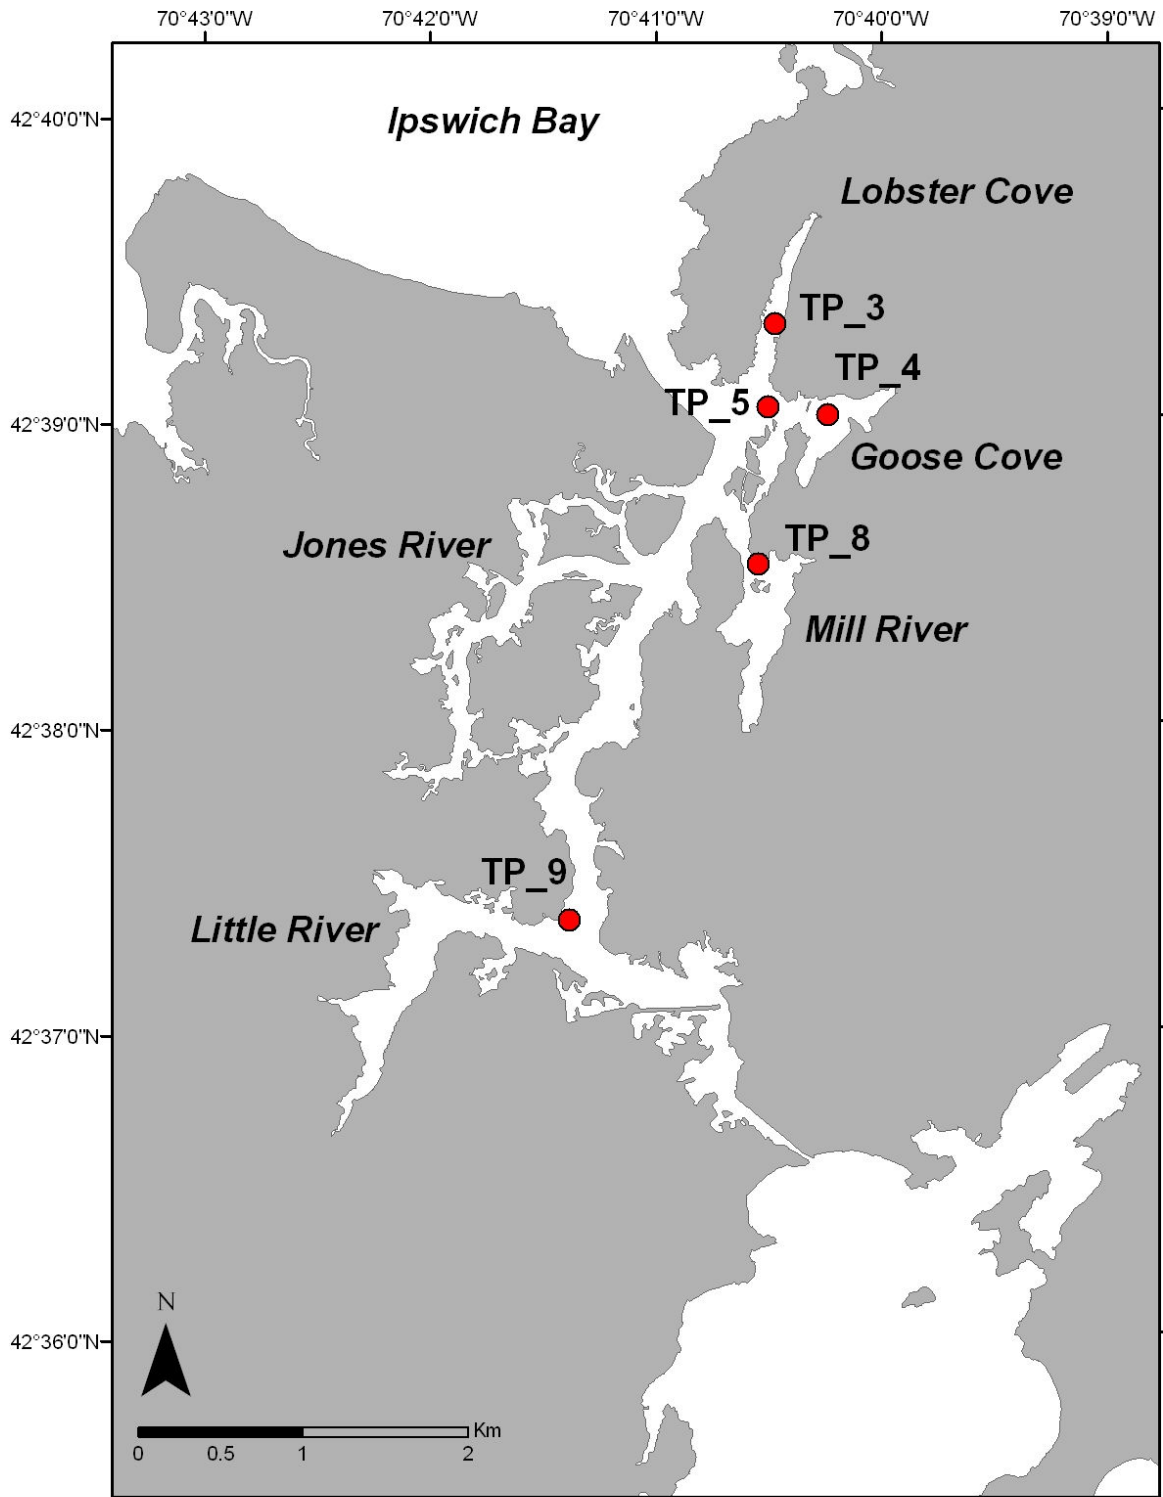 70°43'0"W 70°42'0"W 70°41'0"W 70°40'0"W 70°39'0"W
42°40'0"N
Ipswich Bay
Lobster Cove
TP_3
TP_4
TP_5
42°39'0"N
Goose Cove
TP_8
Jones River
Mill River
42°38'0"N
TP_9
Little River
42°37'0"N
N
42°36'0"N
Km
0 0.5 1 2